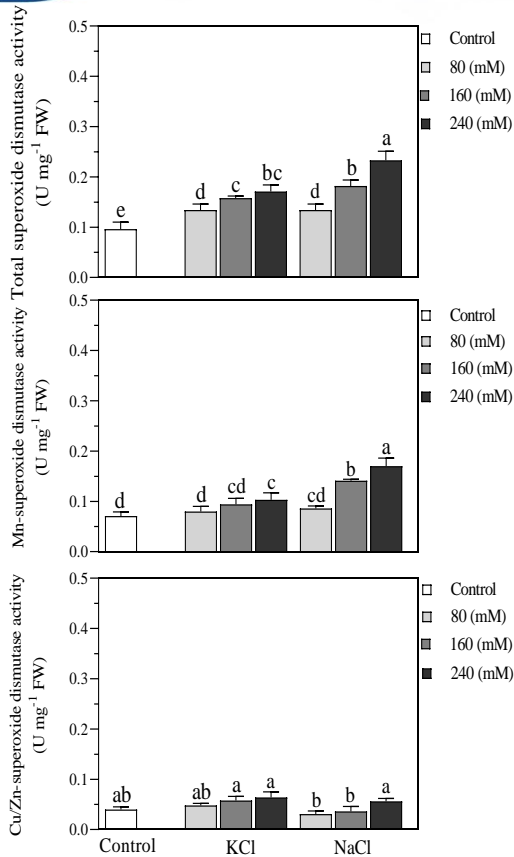 Total superoxide dismutase activity
(U mg-1 FW)
0.5
0.4
0.3
0.2
0.1
0.0
e
d
c
bc
d
b
a
Control
80 (mM)
160 (mM)
240 (mM)
Mn-superoxide dismutase activity
(U mg-1 FW)
0.5
0.4
0.3
0.2
0.1
0.0
d
d
cd
c
cd
b
a
Control
80 (mM)
160 (mM)
240 (mM)
Cu/Zn-superoxide dismutase activity
(U mg-1 FW)
0.5
0.4
0.3
0.2
0.1
0.0
ab
ab
a
a
b
b
a
Control
80 (mM)
160 (mM)
240 (mM)
Control
KCl
NaCl